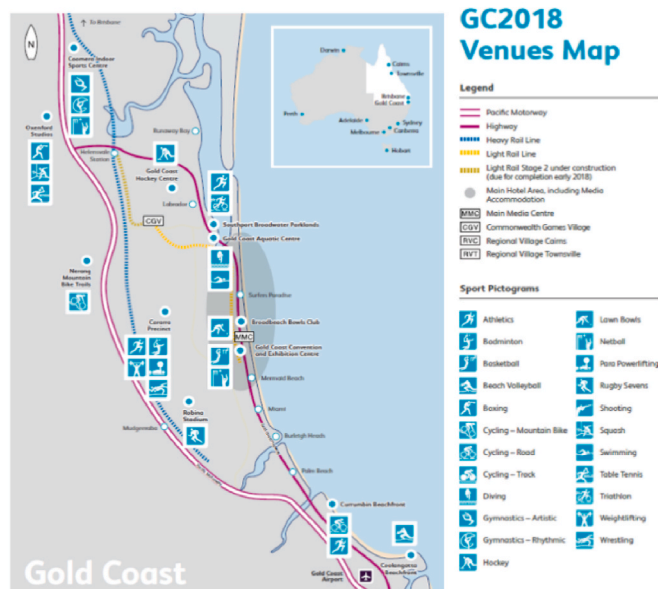 GC2018
Venues Map
To Brisbane
N
Coomera Indoor
Sports Centre
Oxenford
Studios
Helensvale
Station
Runaway Bay
Gold Coast
Hockey Centre
Labrador
CGV
Southport Broadwater Parklands
Gold Coast Aquatic Centre
Nerang
Mountain
Bike Trails
Carrara
Precinct
Surfers Paradise
Broadbeach Bowls Club
MMC
Gold Coast Convention
and Exhibition Centre
Mermaid Beach
Miami
Robina
Stadium
Mudgeeraba
Burleigh Heads
Palm Beach
Currumbin Beachfront
Coolangatta
Beachfront
Gold Coast
Airport
Gold Coast
Darwin
Cairns
Townsville
Brisbane
Gold Coast
Perth
Adelaide
Sydney
Canberra
Melbourne
Hobart
Legend
Pacific Motorway
Highway
Heavy Rail Line
Light Rail Line
Light Rail Stage 2 under construction
(due for completion early 2018)
Main Hotel Area, including Media
Accommodation
MMC Main Media Centre
CGV Commonwealth Games Village
RVC Regional Village Cairns
RVT Regional Village Townsville
Sport Pictograms
Athletics
Badminton
Basketball
Beach Volleyball
Boxing
Cycling – Mountain Bike
Cycling – Road
Cycling – Track
Diving
Gymnastics – Artistic
Gymnastics – Rhythmic
Hockey
Lawn Bowls
Netball
Para Powerlifting
Rugby Sevens
Shooting
Squash
Swimming
Table Tennis
Triathlon
Weightlifting
Wrestling